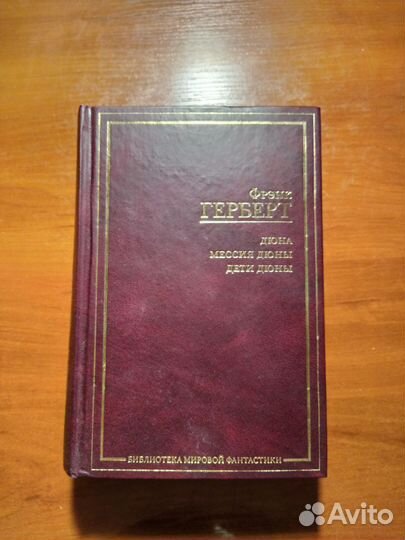 Фрэнк
ГЕРБЕРТ
ДЮНА
МЕССИЯ ДЮНЫ
ДЕТИ ДЮНЫ
БИБЛИОТЕКА МИРОВОЙ ФАНТАСТИКИ
Avito